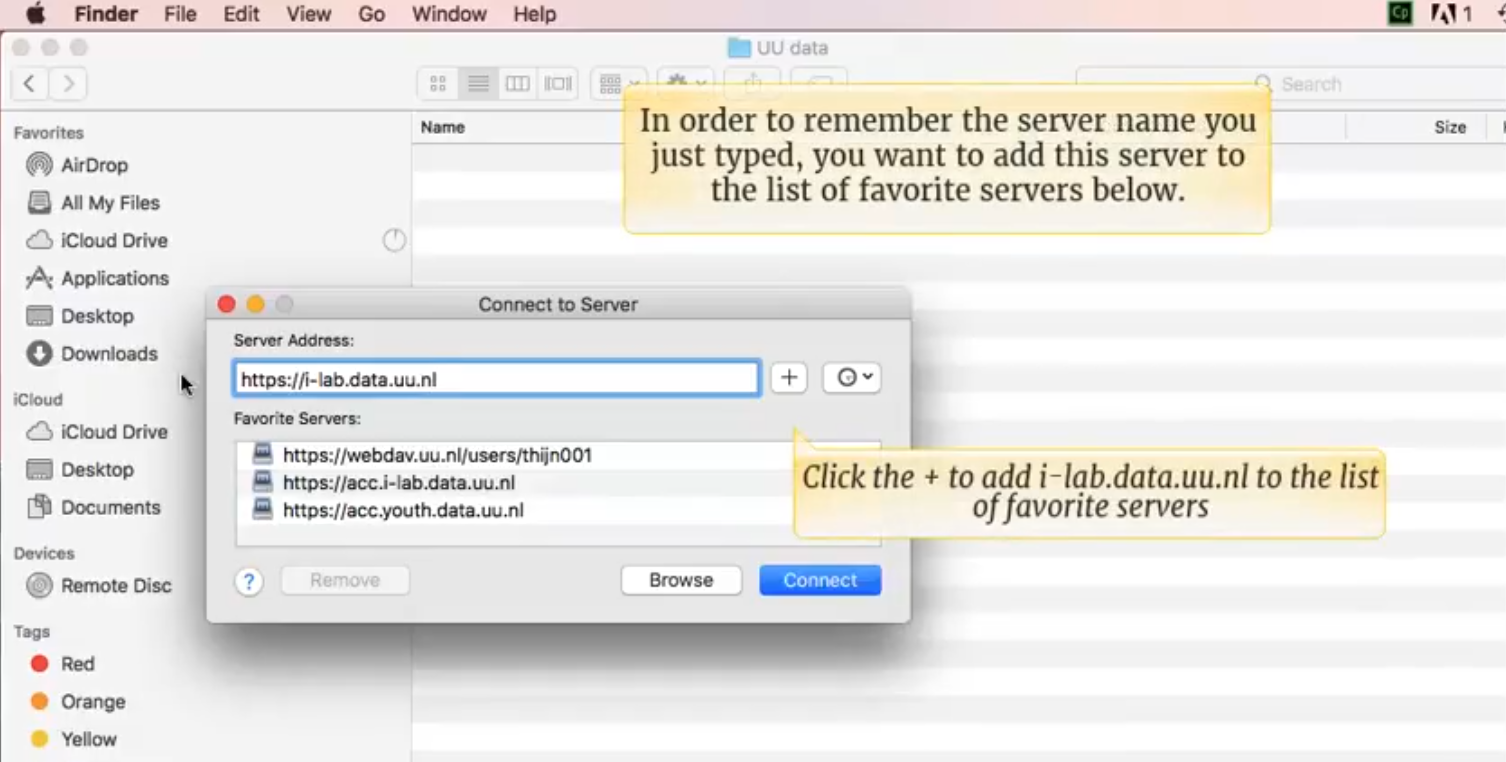 Finder File Edit View Go Window Help
Cp 1
UU data
Search
Favorites
AirDrop
All My Files
iCloud Drive
Applications
Desktop
Downloads
iCloud
iCloud Drive
Desktop
Documents
Devices
Remote Disc
Tags
Red
Orange
Yellow
Name
Size
In order to remember the server name you
just typed, you want to add this server to
the list of favorite servers below.
Connect to Server
Server Address:
https://i-lab.data.uu.nl
+
Favorite Servers:
https://webdav.uu.nl/users/thijn001
https://acc.i-lab.data.uu.nl
https://acc.youth.data.uu.nl
? Remove Browse Connect
Click the + to add i-lab.data.uu.nl to the list
of favorite servers